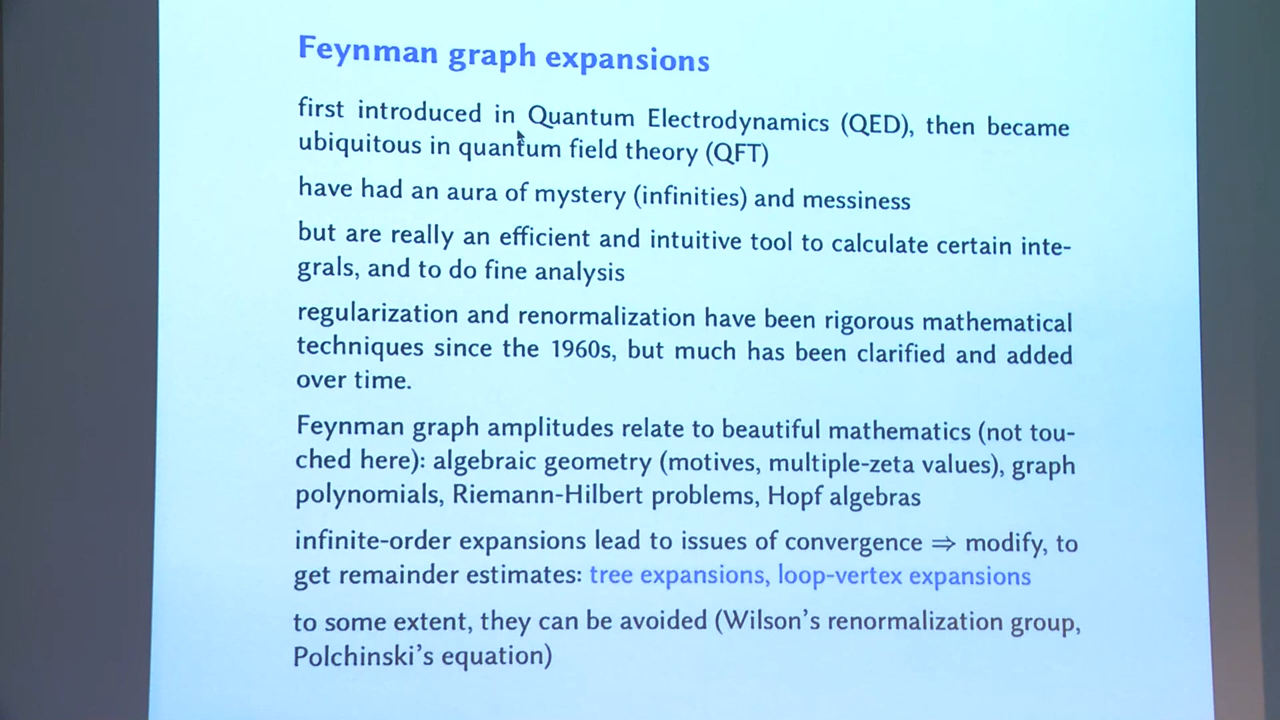 Feynman graph expansions
first introduced in Quantum Electrodynamics (QED), then became
ubiquitous in quantum field theory (QFT)
have had an aura of mystery (infinities) and messiness
but are really an efficient and intuitive tool to calculate certain inte-
grals, and to do fine analysis
regularization and renormalization have been rigorous mathematical
techniques since the 1960s, but much has been clarified and added
over time.
Feynman graph amplitudes relate to beautiful mathematics (not tou-
ched here): algebraic geometry (motives, multiple-zeta values), graph
polynomials, Riemann-Hilbert problems, Hopf algebras
infinite-order expansions lead to issues of convergence ⇒ modify, to
get remainder estimates: tree expansions, loop-vertex expansions
to some extent, they can be avoided (Wilson's renormalization group,
Polchinski's equation)